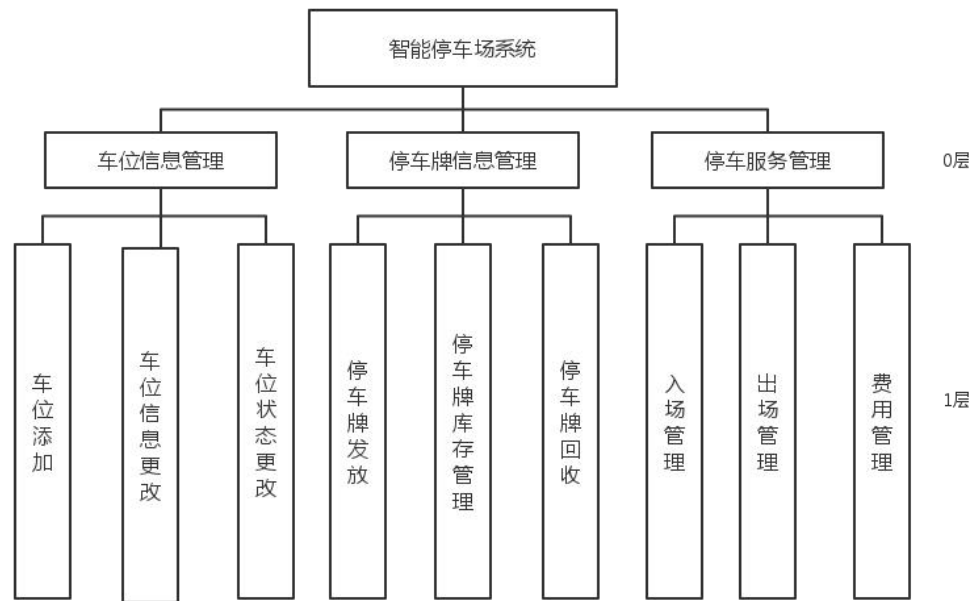 智能停车场系统
车位信息管理
停车牌信息管理
停车服务管理
0层
车位添加
车位信息更改
车位状态更改
停车牌发放
停车牌库存管理
停车牌回收
入场管理
出场管理
费用管理
1层